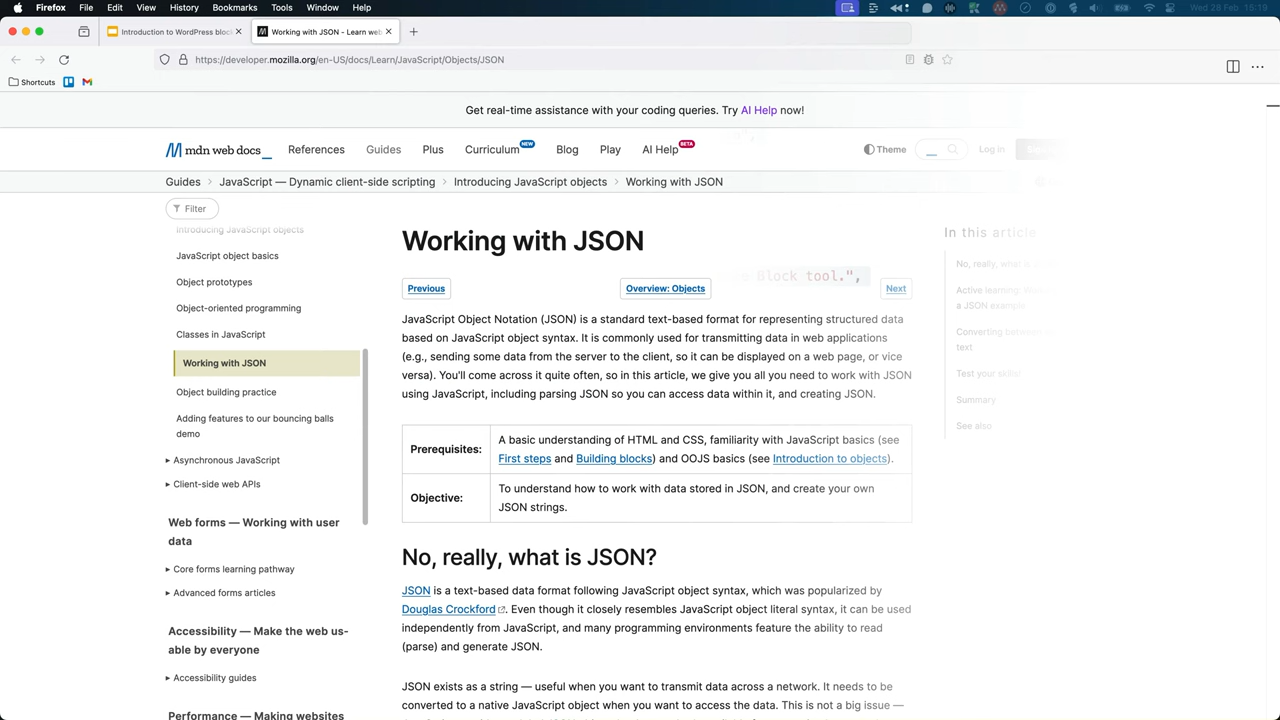 Firefox File Edit View History Bookmarks Tools Window Help Wed 28 Feb 15:19
Introduction to WordPress bloc
Working with JSON - Learn web
https://developer.mozilla.org/en-US/docs/Learn/JavaScript/Objects/JSON
Shortcuts
Get real-time assistance with your coding queries. Try AI Help now!
mdn web docs_ References Guides Plus Curriculum NEW Blog Play AI Help BETA Theme Log in
Guides JavaScript — Dynamic client-side scripting Introducing JavaScript objects Working with JSON
Filter
Introducing JavaScript objects
JavaScript object basics
Object prototypes
Object-oriented programming
Classes in JavaScript
Working with JSON
Object building practice
Adding features to our bouncing balls
demo
Asynchronous JavaScript
Client-side web APIs
Web forms — Working with user
data
Core forms learning pathway
Advanced forms articles
Accessibility — Make the web us-
able by everyone
Accessibility guides
Performance — Making websites
Working with JSON
Block tool.",
Previous Overview: Objects Next
JavaScript Object Notation (JSON) is a standard text-based format for representing structured data
based on JavaScript object syntax. It is commonly used for transmitting data in web applications
(e.g., sending some data from the server to the client, so it can be displayed on a web page, or vice
versa). You'll come across it quite often, so in this article, we give you all you need to work with JSON
using JavaScript, including parsing JSON so you can access data within it, and creating JSON.
Prerequisites: A basic understanding of HTML and CSS, familiarity with JavaScript basics (see
First steps and Building blocks) and OOJS basics (see Introduction to objects).
Objective: To understand how to work with data stored in JSON, and create your own
JSON strings.
No, really, what is JSON?
JSON is a text-based data format following JavaScript object syntax, which was popularized by
Douglas Crockford. Even though it closely resembles JavaScript object literal syntax, it can be used
independently from JavaScript, and many programming environments feature the ability to read
(parse) and generate JSON.
JSON exists as a string — useful when you want to transmit data across a network. It needs to be
converted to a native JavaScript object when you want to access the data. This is not a big issue —
In this article
No, really, what is
Active learning:
a JSON example
Converting between
text
Test your skills!
Summary
See also